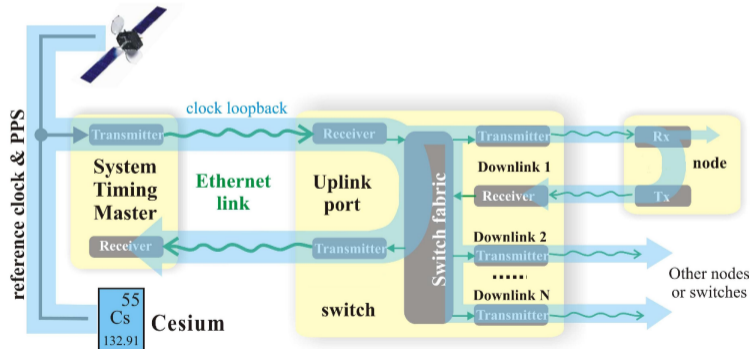 reference clock & PPS
clock loopback
Transmitter
System
Timing
Master
Receiver
Ethernet
link
Receiver
Uplink
port
Transmitter
switch
Switch fabric
Transmitter
Downlink 1
Receiver
Downlink 2
Transmitter
......
Downlink N
Transmitter
Rx
node
Tx
Other nodes
or switches
55
Cs
132.91
Cesium